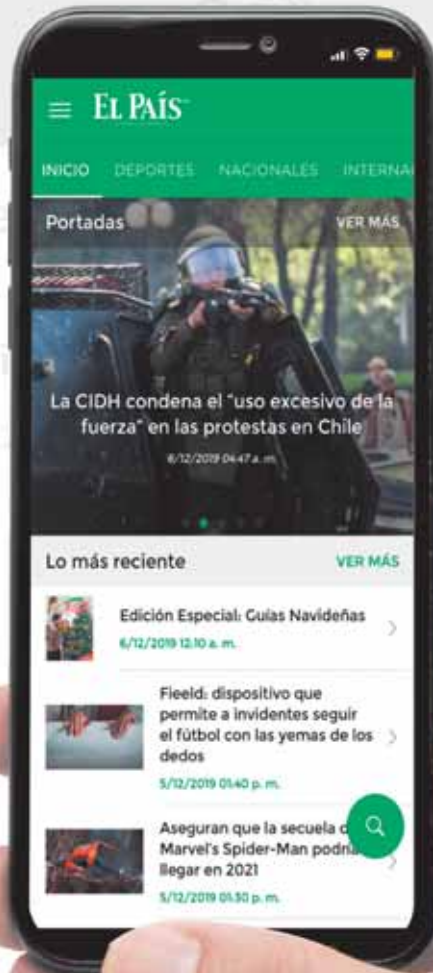 EL PAÍS
INICIO DEPORTES NACIONALES INTERNA
Portadas VER MÁS
La CIDH condena el "uso excesivo de la
fuerza" en las protestas en Chile
6/12/2019 04:47 a. m.
Lo más reciente VER MÁS
Edición Especial: Guías Navideñas
6/12/2019 12:10 a. m.
Fieeld: dispositivo que
permite a invidentes seguir
el fútbol con las yemas de los
dedos
5/12/2019 01:40 p. m.
Aseguran que la secuela
Marvel's Spider-Man podría
llegar en 2021
5/12/2019 01:30 p. m.